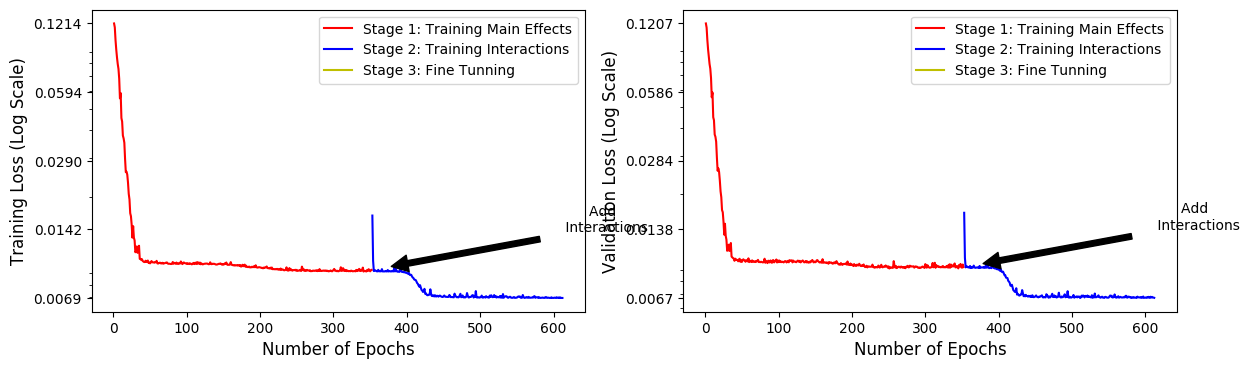 Training Loss (Log Scale)
0.1214
0.0594
0.0290
0.0142
0.0069
Stage 1: Training Main Effects
Stage 2: Training Interactions
Stage 3: Fine Tunning
Add
Interactions
0 100 200 300 400 500 600
Number of Epochs
Validation Loss (Log Scale)
0.1207
0.0586
0.0284
0.0138
0.0067
Stage 1: Training Main Effects
Stage 2: Training Interactions
Stage 3: Fine Tunning
Add
Interactions
0 100 200 300 400 500 600
Number of Epochs